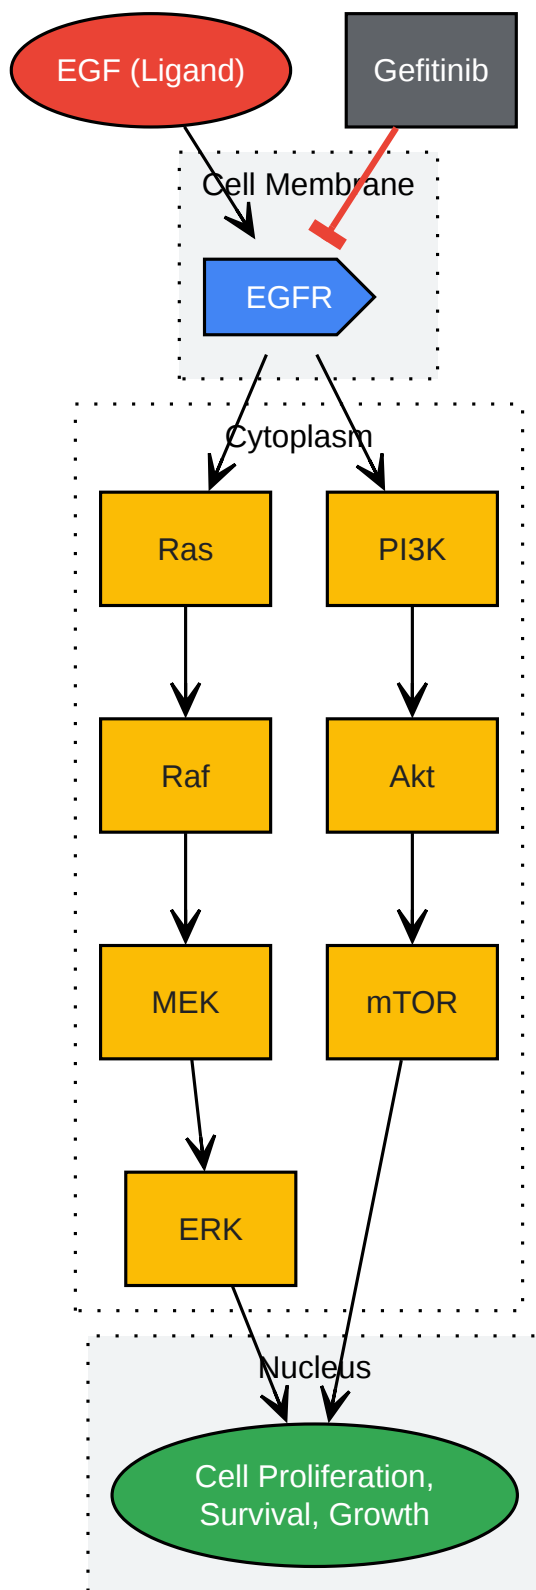 EGF (Ligand)
Gefitinib
Cell Membrane
EGFR
Cytoplasm
Ras
PI3K
Raf
Akt
MEK
mTOR
ERK
Nucleus
Cell Proliferation,
Survival, Growth